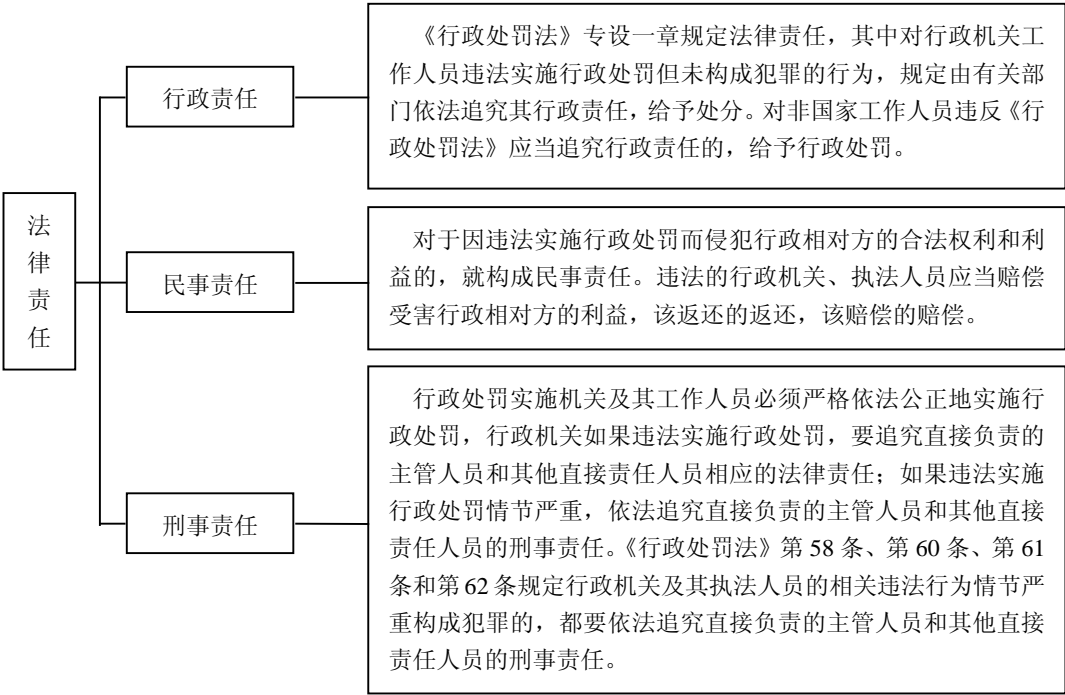 法
律
责
任
行政责任
《行政处罚法》专设一章规定法律责任，其中对行政机关工
作人员违法实施行政处罚但未构成犯罪的行为，规定由有关部
门依法追究其行政责任，给予处分。对非国家工作人员违反《行
政处罚法》应当追究行政责任的，给予行政处罚。
民事责任
对于因违法实施行政处罚而侵犯行政相对方的合法权利和利
益的，就构成民事责任。违法的行政机关、执法人员应当赔偿
受害行政相对方的利益，该返还的返还，该赔偿的赔偿。
刑事责任
行政处罚实施机关及其工作人员必须严格依法公正地实施行
政处罚，行政机关如果违法实施行政处罚，要追究直接负责的
主管人员和其他直接责任人员相应的法律责任；如果违法实施
行政处罚情节严重，依法追究直接负责的主管人员和其他直接
责任人员的刑事责任。《行政处罚法》第 58 条、第 60 条、第 61
条和第 62 条规定行政机关及其执法人员的相关违法行为情节严
重构成犯罪的，都要依法追究直接负责的主管人员和其他直接
责任人员的刑事责任。